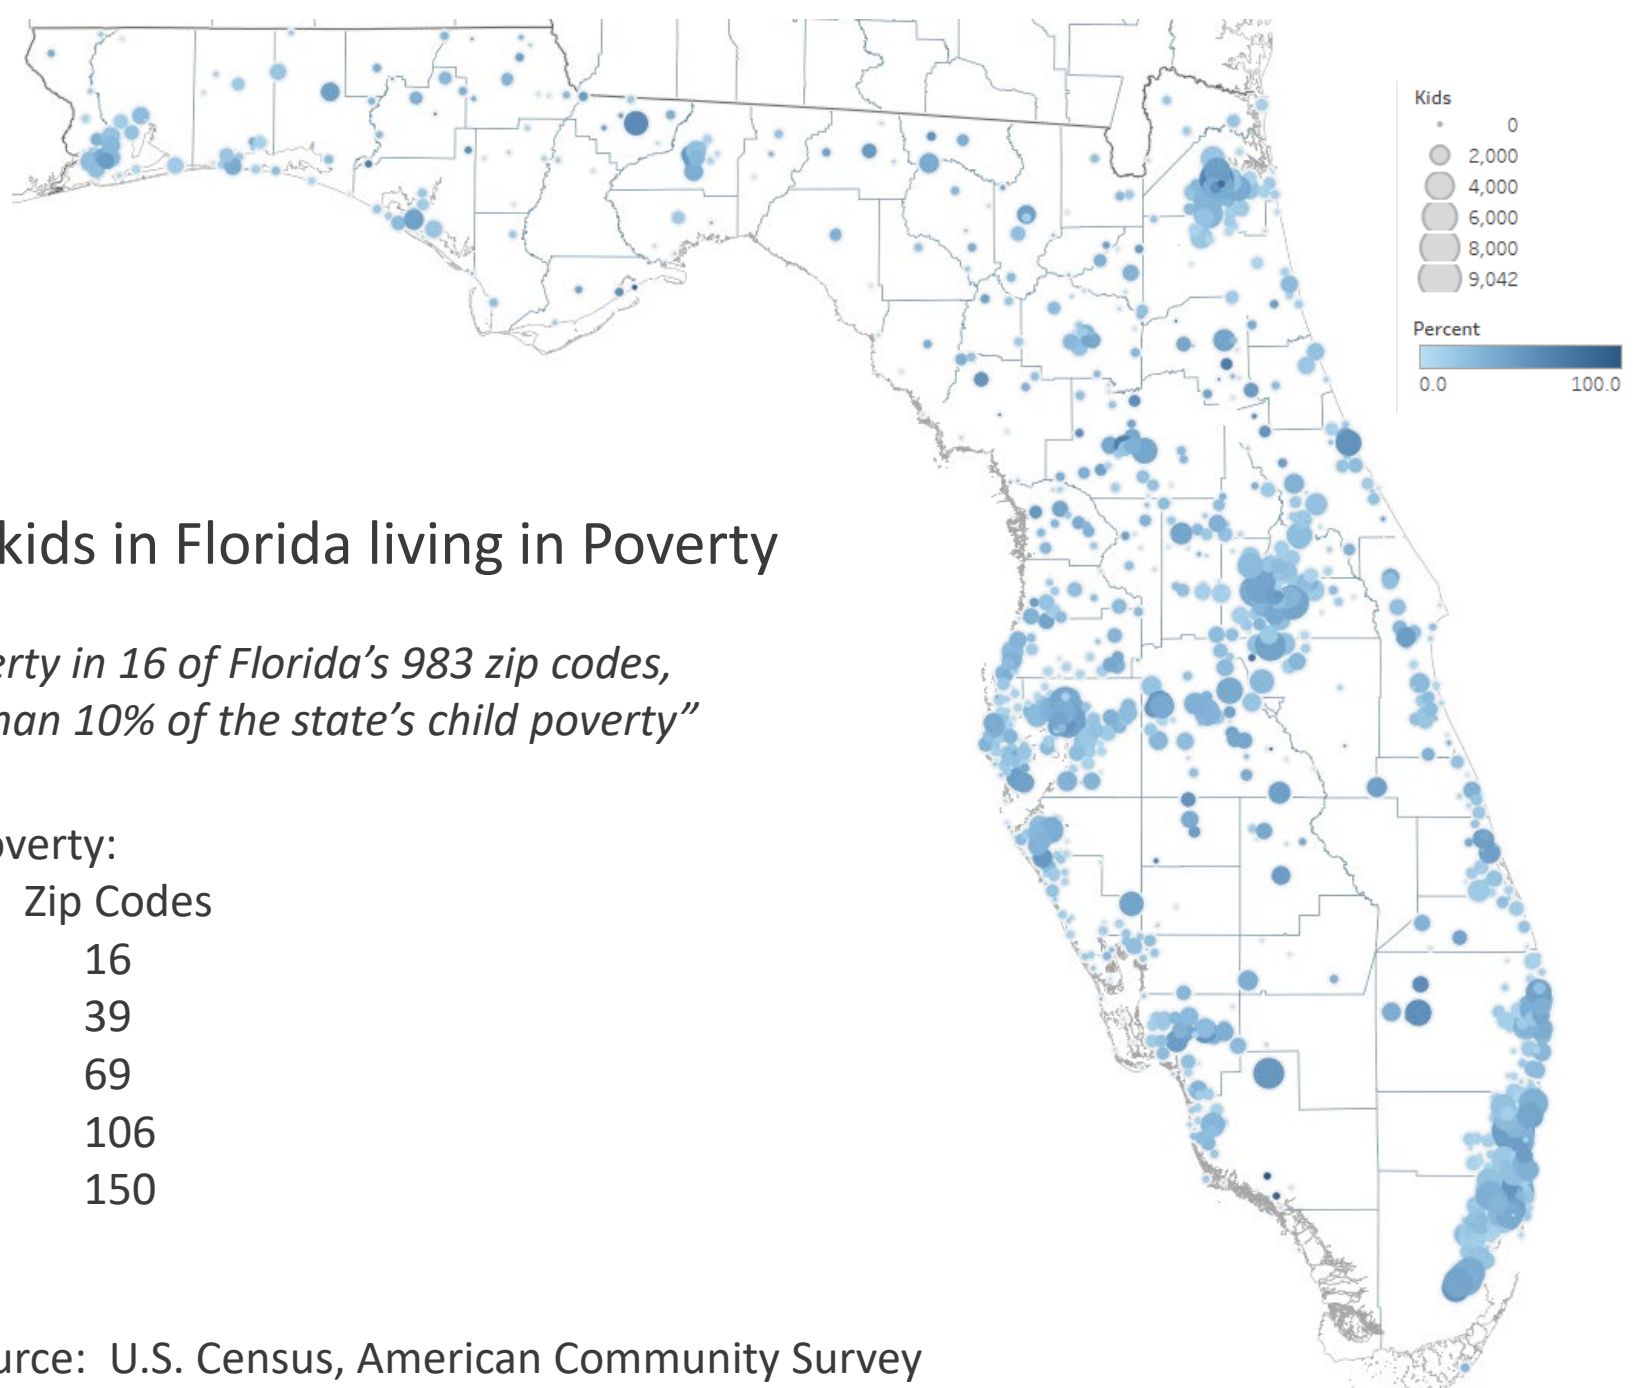 kids in Florida living in Poverty
erty in 16 of Florida’s 983 zip codes,
han 10% of the state’s child poverty”
overty:
Zip Codes
16
39
69
106
150
urce: U.S. Census, American Community Survey
Kids
0
2,000
4,000
6,000
8,000
9,042
Percent
0.0 100.0